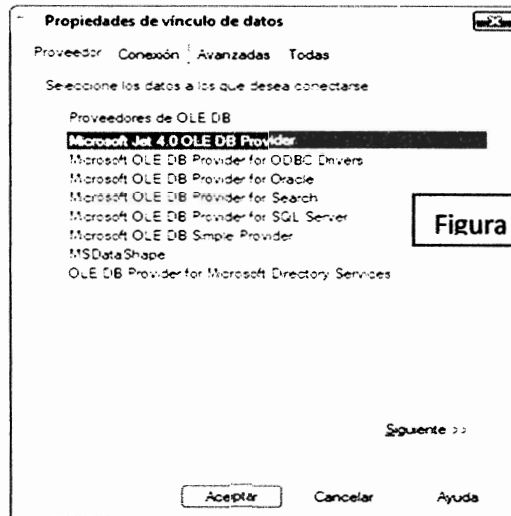 Propiedades de vínculo de datos
Proveedor Conexión Avanzadas Todas
Seleccione los datos a los que desea conectarse
Proveedores de OLE DB
Microsoft Jet 4.0 OLE DB Provider
Microsoft OLE DB Provider for ODBC Drivers
Microsoft OLE DB Provider for Oracle
Microsoft OLE DB Provider for Search
Microsoft OLE DB Provider for SQL Server
Microsoft OLE DB Simple Provider
MSDataShape
OLE DB Provider for Microsoft Directory Services
Figura
Siguiente >>
Aceptar Cancelar Ayuda